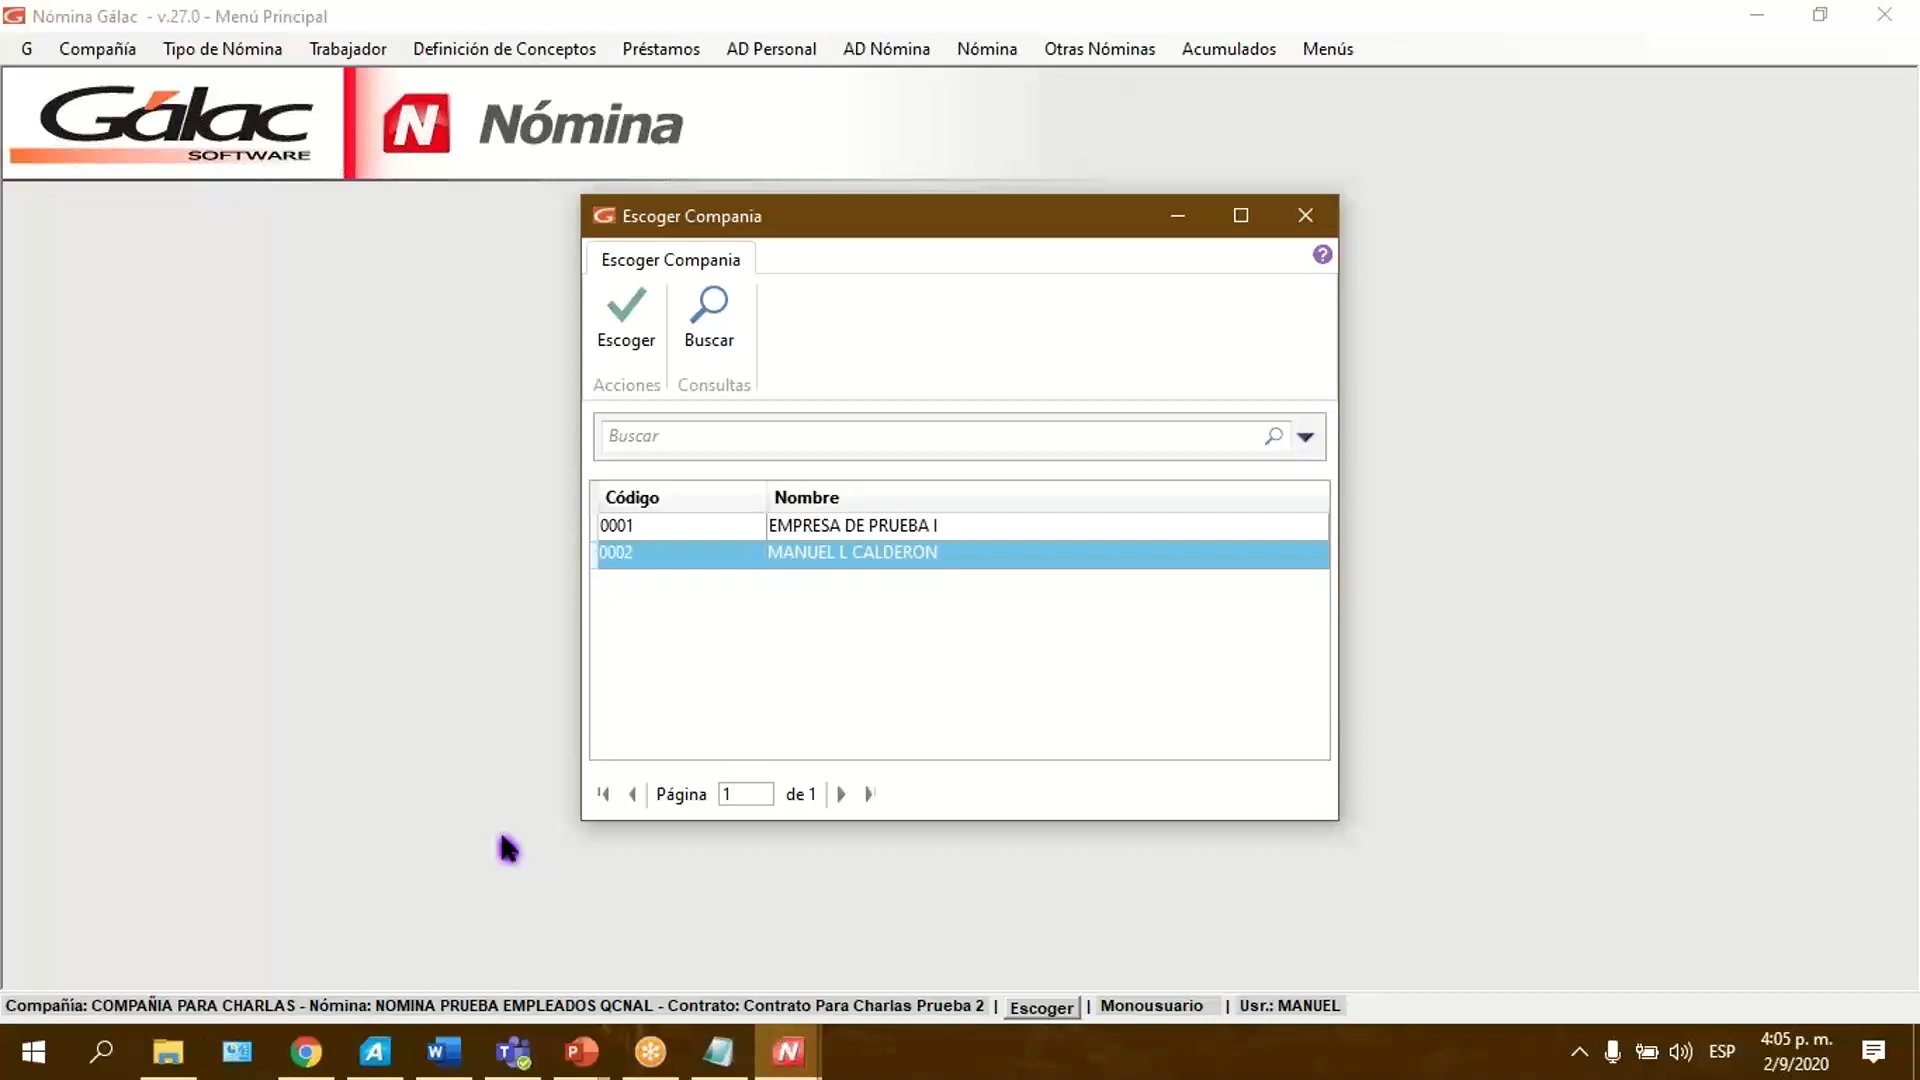 Nómina Gálac - v.27.0 - Menú Principal
G Compañía Tipo de Nómina Trabajador Definición de Conceptos Préstamos AD Personal AD Nómina Nómina Otras Nóminas Acumulados Menús
Gálac
SOFTWARE
N Nómina
Escoger Compania
Escoger Compania
Escoger Buscar
Acciones Consultas
Buscar
Código Nombre
0001 EMPRESA DE PRUEBA I
0002 MANUEL L CALDERON
Página 1 de 1
Compañía: COMPAÑIA PARA CHARLAS - Nómina: NOMINA PRUEBA EMPLEADOS QCNAL - Contrato: Contrato Para Charlas Prueba 2 | Escoger | Monousuario | Usr.: MANUEL
ESP
4:05 p. m.
2/9/2020